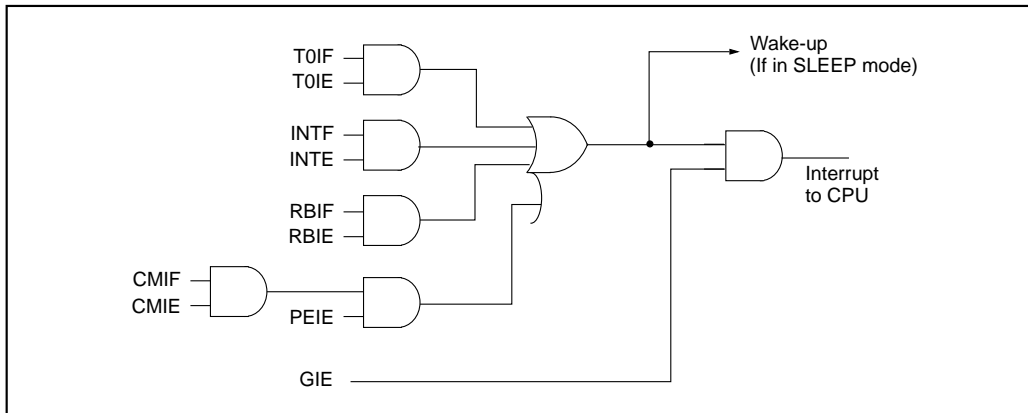 T0IF
T0IE
Wake-up
(If in SLEEP mode)
INTF
INTE
Interrupt
to CPU
RBIF
RBIE
CMIF
CMIE
PEIE
GIE